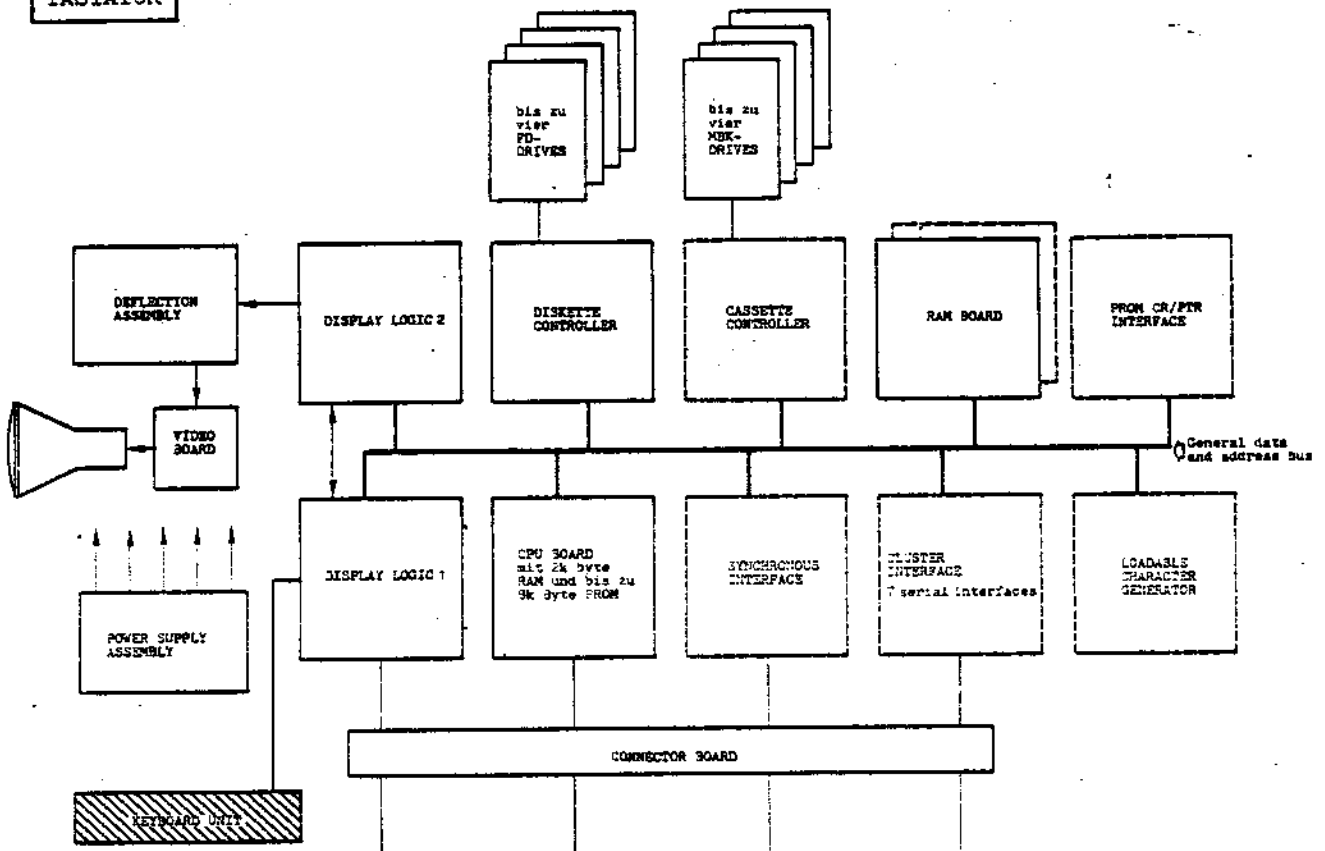 TASTATUR
bis zu
vier
FD-
DRIVES
bis zu
vier
MBK-
DRIVES
DEFLECTION
ASSEMBLY
DISPLAY LOGIC 2
DISKETTE
CONTROLLER
CASSETTE
CONTROLLER
RAM BOARD
PROM CR/PTR
INTERFACE
VIDEO
BOARD
General data
and address bus
POWER SUPPLY
ASSEMBLY
DISPLAY LOGIC 1
CPU BOARD
mit 2k byte
RAM und bis zu
Byte PROM
SYNCHRONOUS
INTERFACE
CLUSTER
INTERFACE
7 serial interfaces
LOADABLE
CHARACTER
GENERATOR
CONNECTOR BOARD
KEYBOARD UNIT